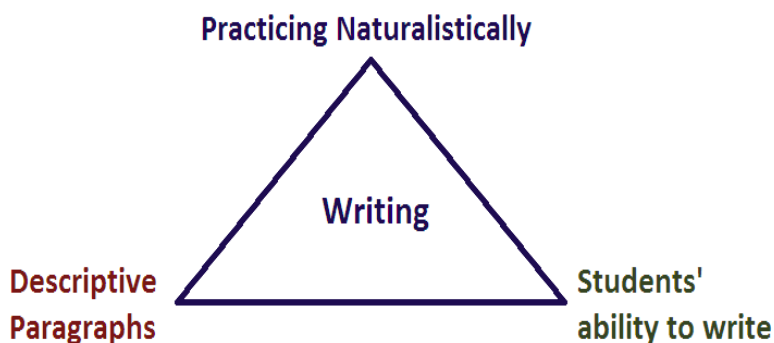 Practicing Naturalistically
Writing
Descriptive
Paragraphs
Students'
ability to write